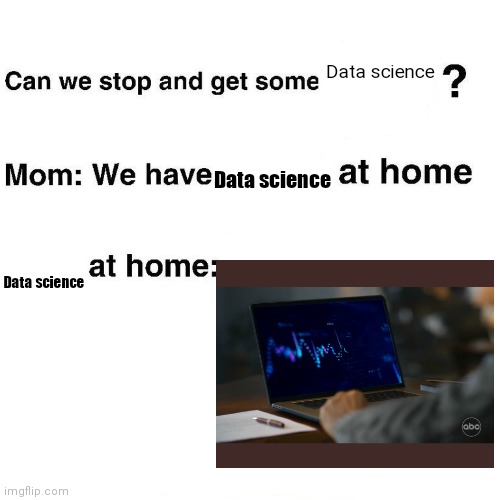 Can we stop and get some Data science ?
Mom: We have Data science at home
Data science at home:
abc
imgflip.com